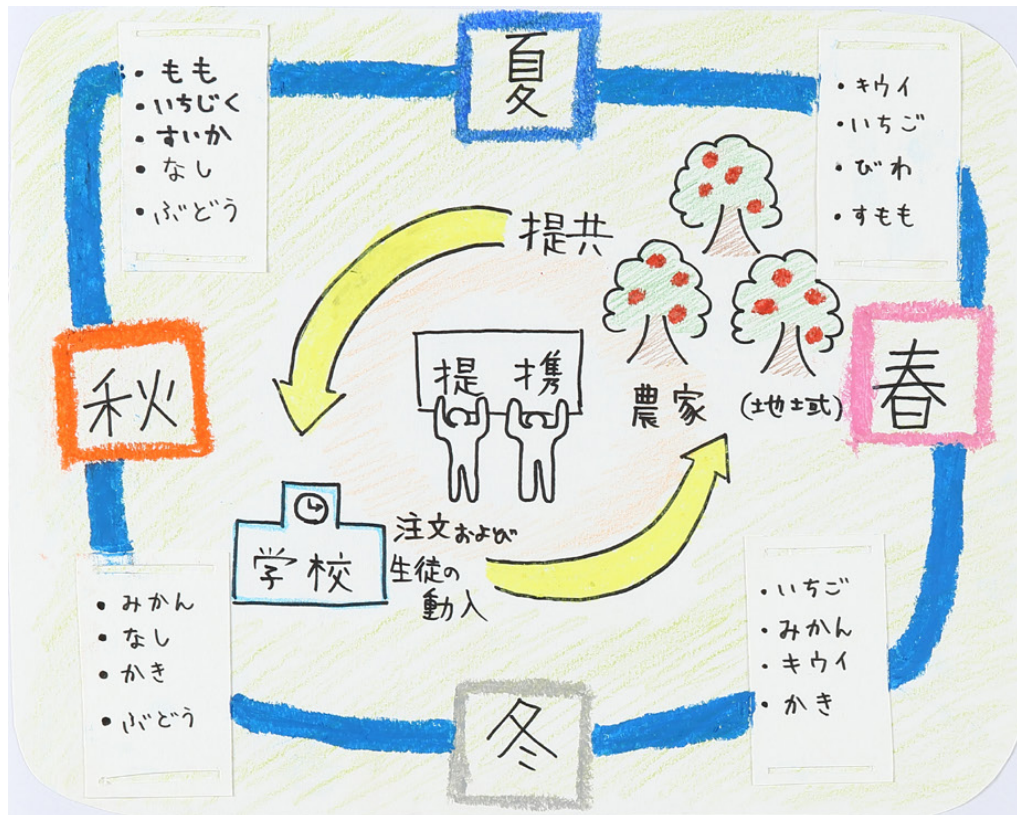 夏
・もも
・いちじく
・すいか
・なし
・ぶどう
・キウイ
・いちご
・びわ
・すもも
提共
秋
提携
農家 (地域)
春
学校
注文および
生徒の
動入
・みかん
・なし
・かき
・ぶどう
・いちご
・みかん
・キウイ
・かき
冬